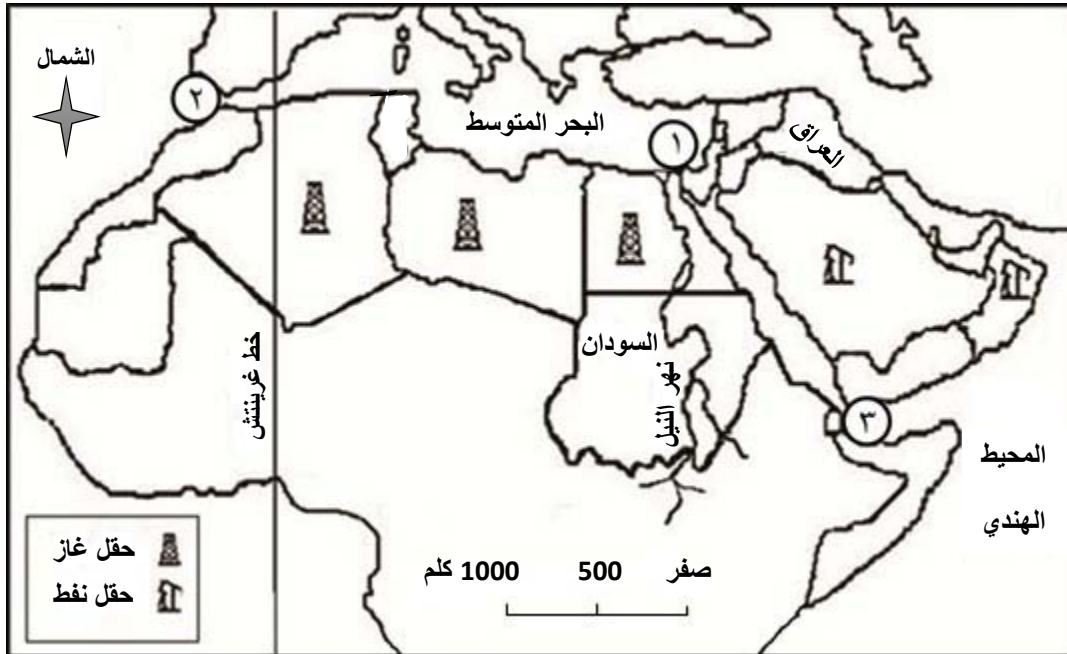 الشمال
٢
البحر المتوسط
١
العراق
السودان
نهر النيل
خط غرينتش
٣
المحيط
الهندي
صفر 500 1000 كلم
حقل غاز
حقل نفط